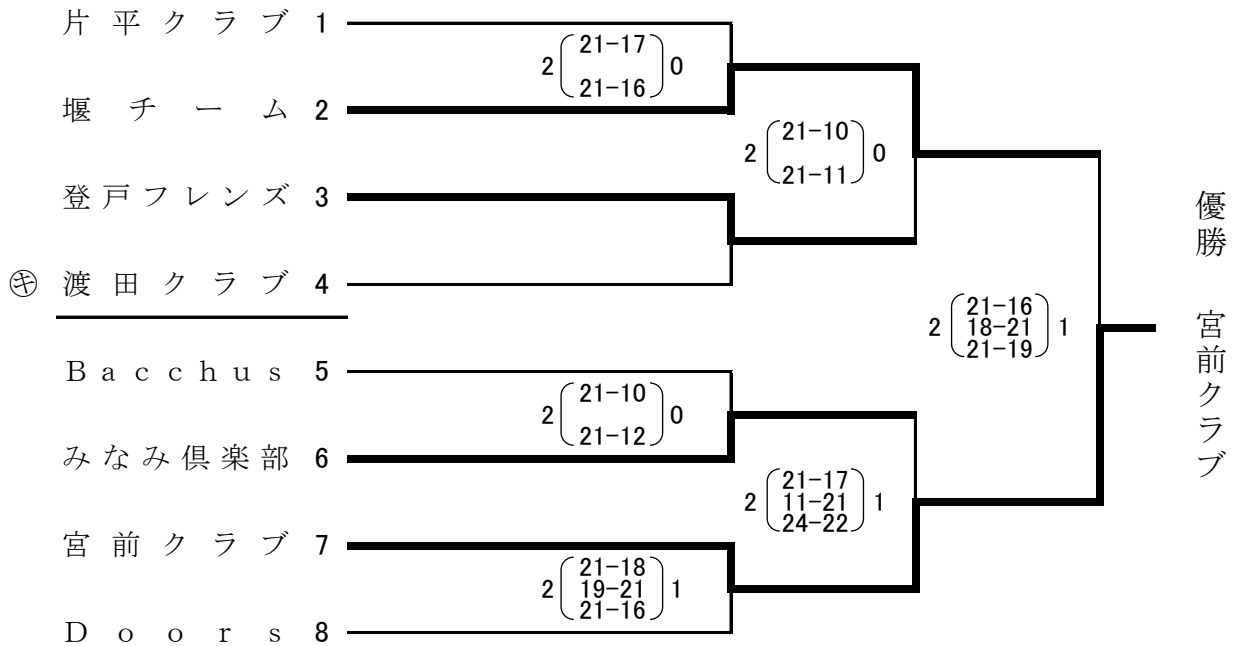 片平クラブ 1
2 21-17 21-16 0
堰チーム 2
2 21-10 21-11 0
登戸フレンズ 3
㋖ 渡田クラブ 4
2 21-16 18-21 21-19 1
優勝 宮前クラブ
Bacchus 5
2 21-10 21-12 0
みなみ倶楽部 6
2 21-17 11-21 24-22 1
宮前クラブ 7
2 21-18 19-21 21-16 1
Doors 8